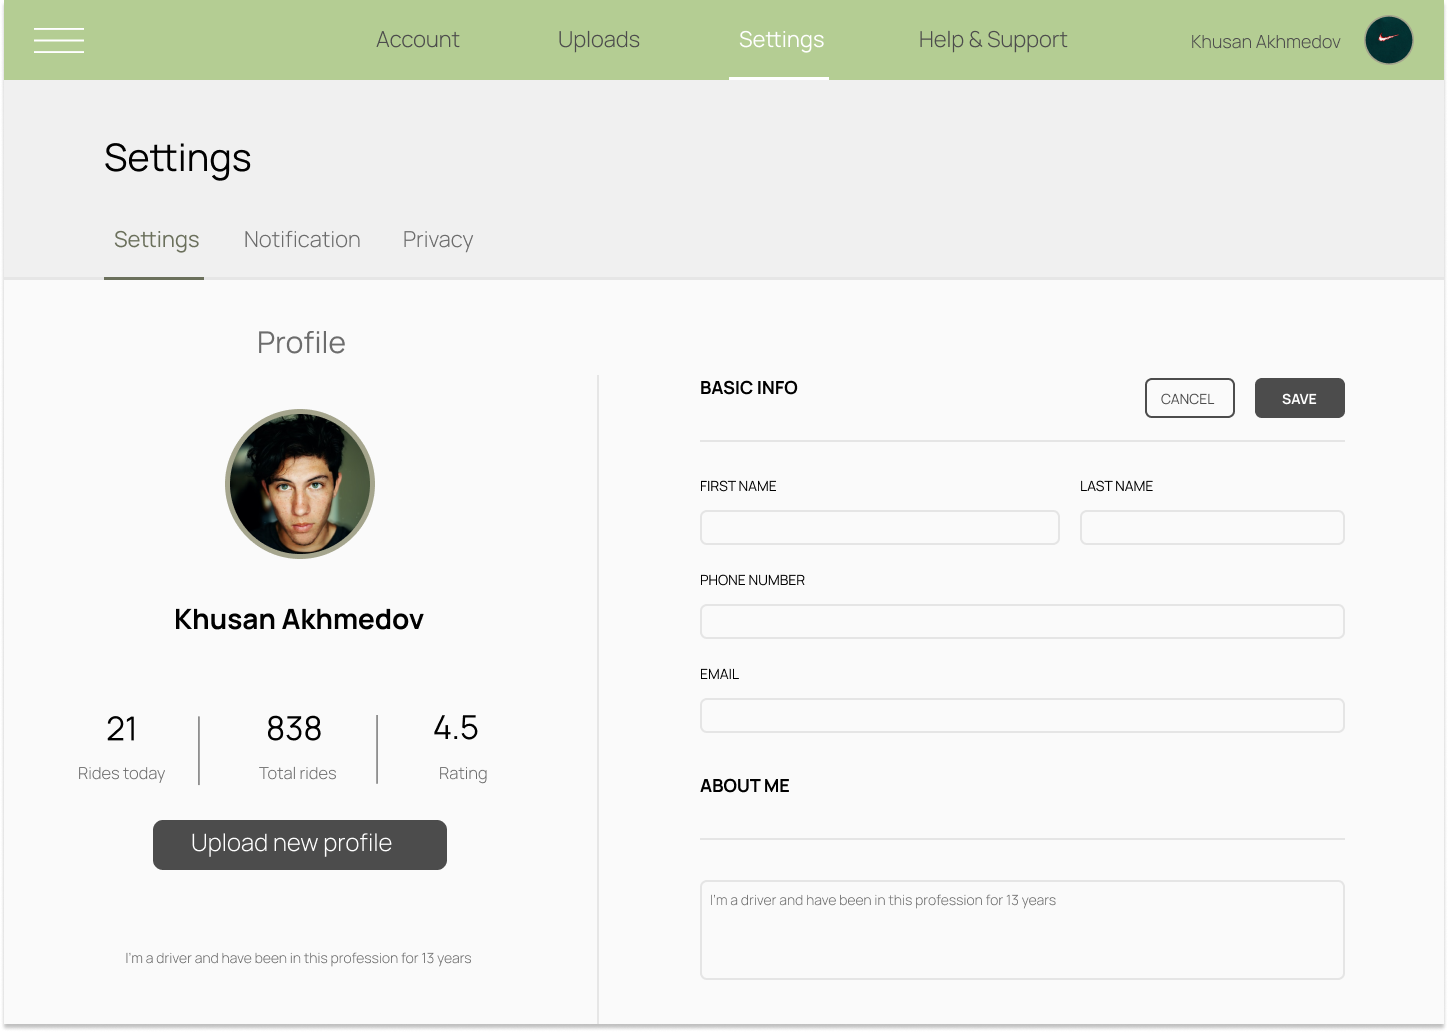 Account
Uploads
Settings
Help & Support
Khusan Akhmedov
Settings
Settings
Notification
Privacy
Profile
Khusan Akhmedov
21
838
4.5
Rides today
Total rides
Rating
Upload new profile
I'm a driver and have been in this profession for 13 years
BASIC INFO
CANCEL
SAVE
FIRST NAME
LAST NAME
PHONE NUMBER
EMAIL
ABOUT ME
I'm a driver and have been in this profession for 13 years